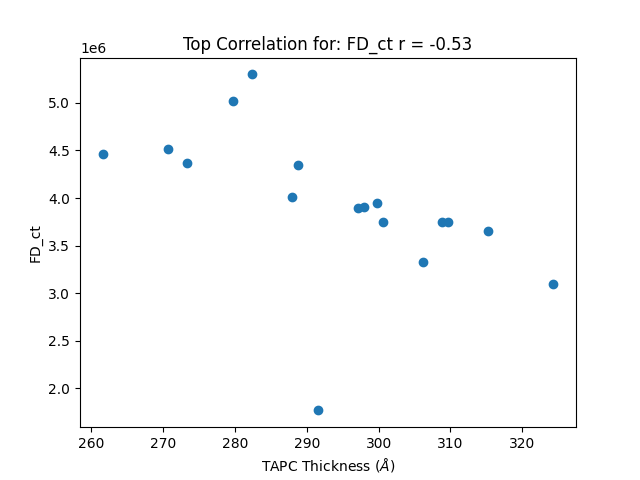 Top Correlation for: FD_ct r = -0.53
1e6
5.0
4.5
4.0
3.5
3.0
2.5
2.0
FD_ct
260 270 280 290 300 310 320
TAPC Thickness (Å)